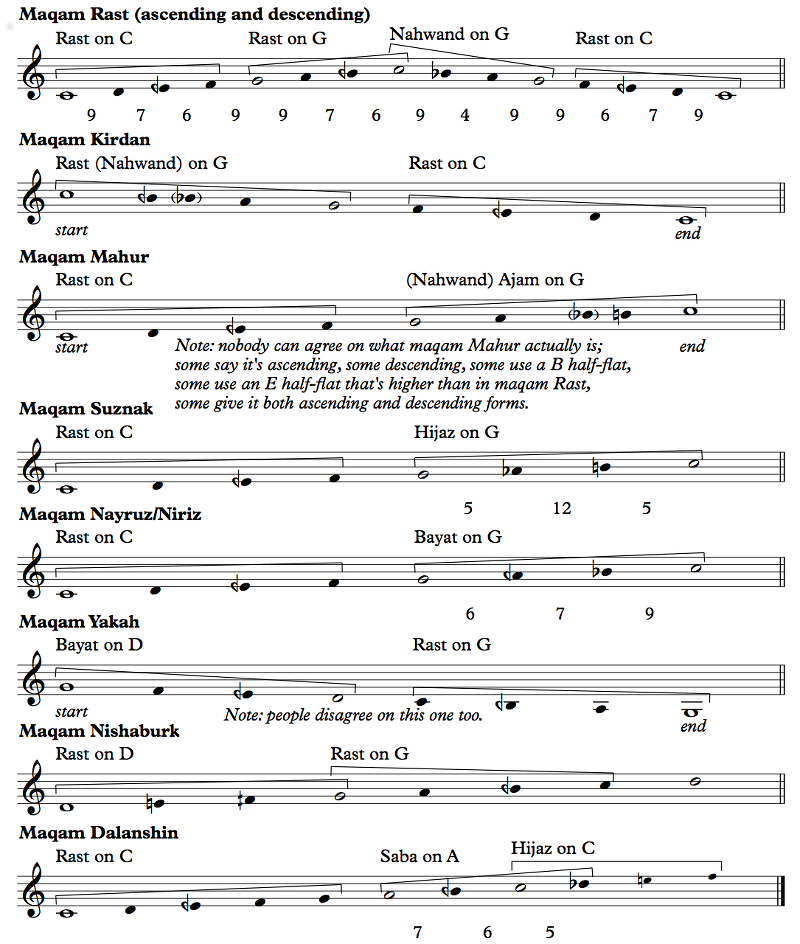 Maqam Rast (ascending and descending)
Rast on C Rast on G Nahwand on G Rast on C
9 7 6 9 9 7 6 9 4 9 9 6 7 9
Maqam Kirdan
Rast (Nahwand) on G Rast on C
start end
Maqam Mahur
Rast on C (Nahwand) Ajam on G
start Note: nobody can agree on what maqam Mahur actually is; end
some say it's ascending, some descending, some use a B half-flat,
some use an E half-flat that's higher than in maqam Rast,
some give it both ascending and descending forms.
Maqam Suznak
Rast on C Hijaz on G
5 12 5
Maqam Nayruz/Niriz
Rast on C Bayat on G
6 7 9
Maqam Yakah
Bayat on D Rast on G
start Note: people disagree on this one too. end
Maqam Nishaburk
Rast on D Rast on G
Maqam Dalanshin
Rast on C Saba on A Hijaz on C
7 6 5